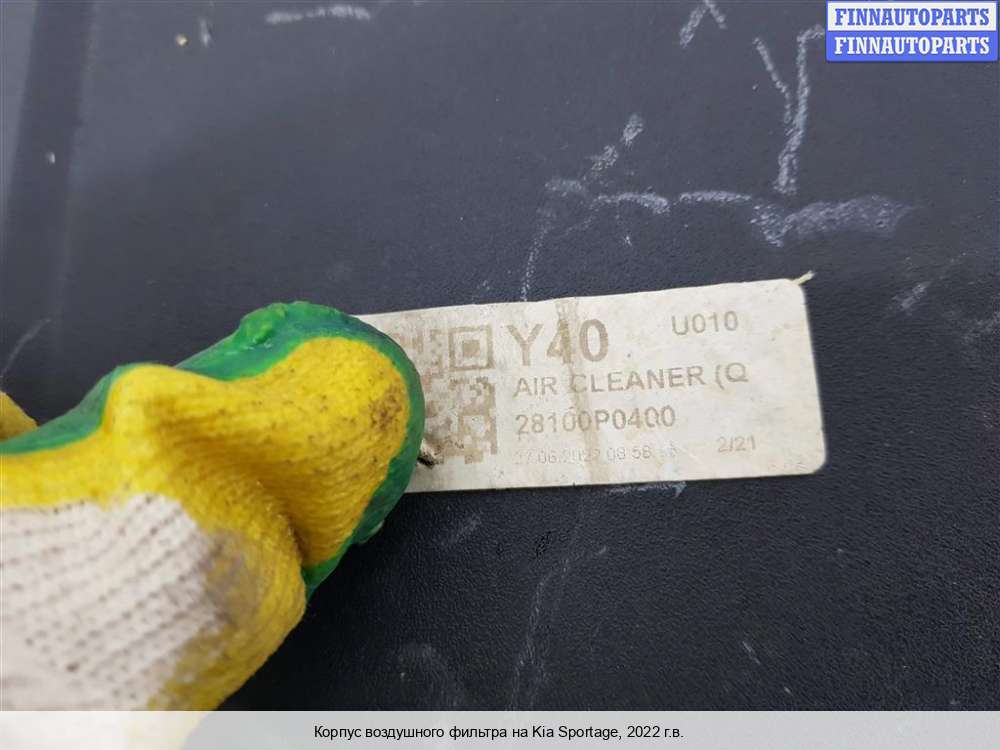 FINNAUTOPARTS
FINNAUTOPARTS
Y40 U010
AIR CLEANER (Q
28100P0400
2/21
Корпус воздушного фильтра на Kia Sportage, 2022 г.в.